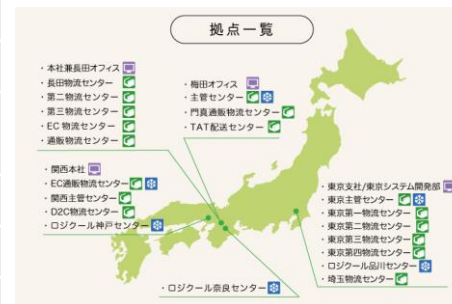 拠点一覧
・本社兼長田オフィス
・長田物流センター
・第二物流センター
・第三物流センター
・EC物流センター
・通販物流センター
・梅田オフィス
・主管センター
・門真通販物流センター
・TAT配送センター
・関西本社
・EC通販物流センター
・関西主管センター
・D2C物流センター
・ロジクール神戸センター
・東京支社/東京システム開発部
・東京主管センター
・東京第一物流センター
・東京第二物流センター
・東京第三物流センター
・東京第四物流センター
・ロジクール品川センター
・埼玉物流センター
・ロジクール奈良センター